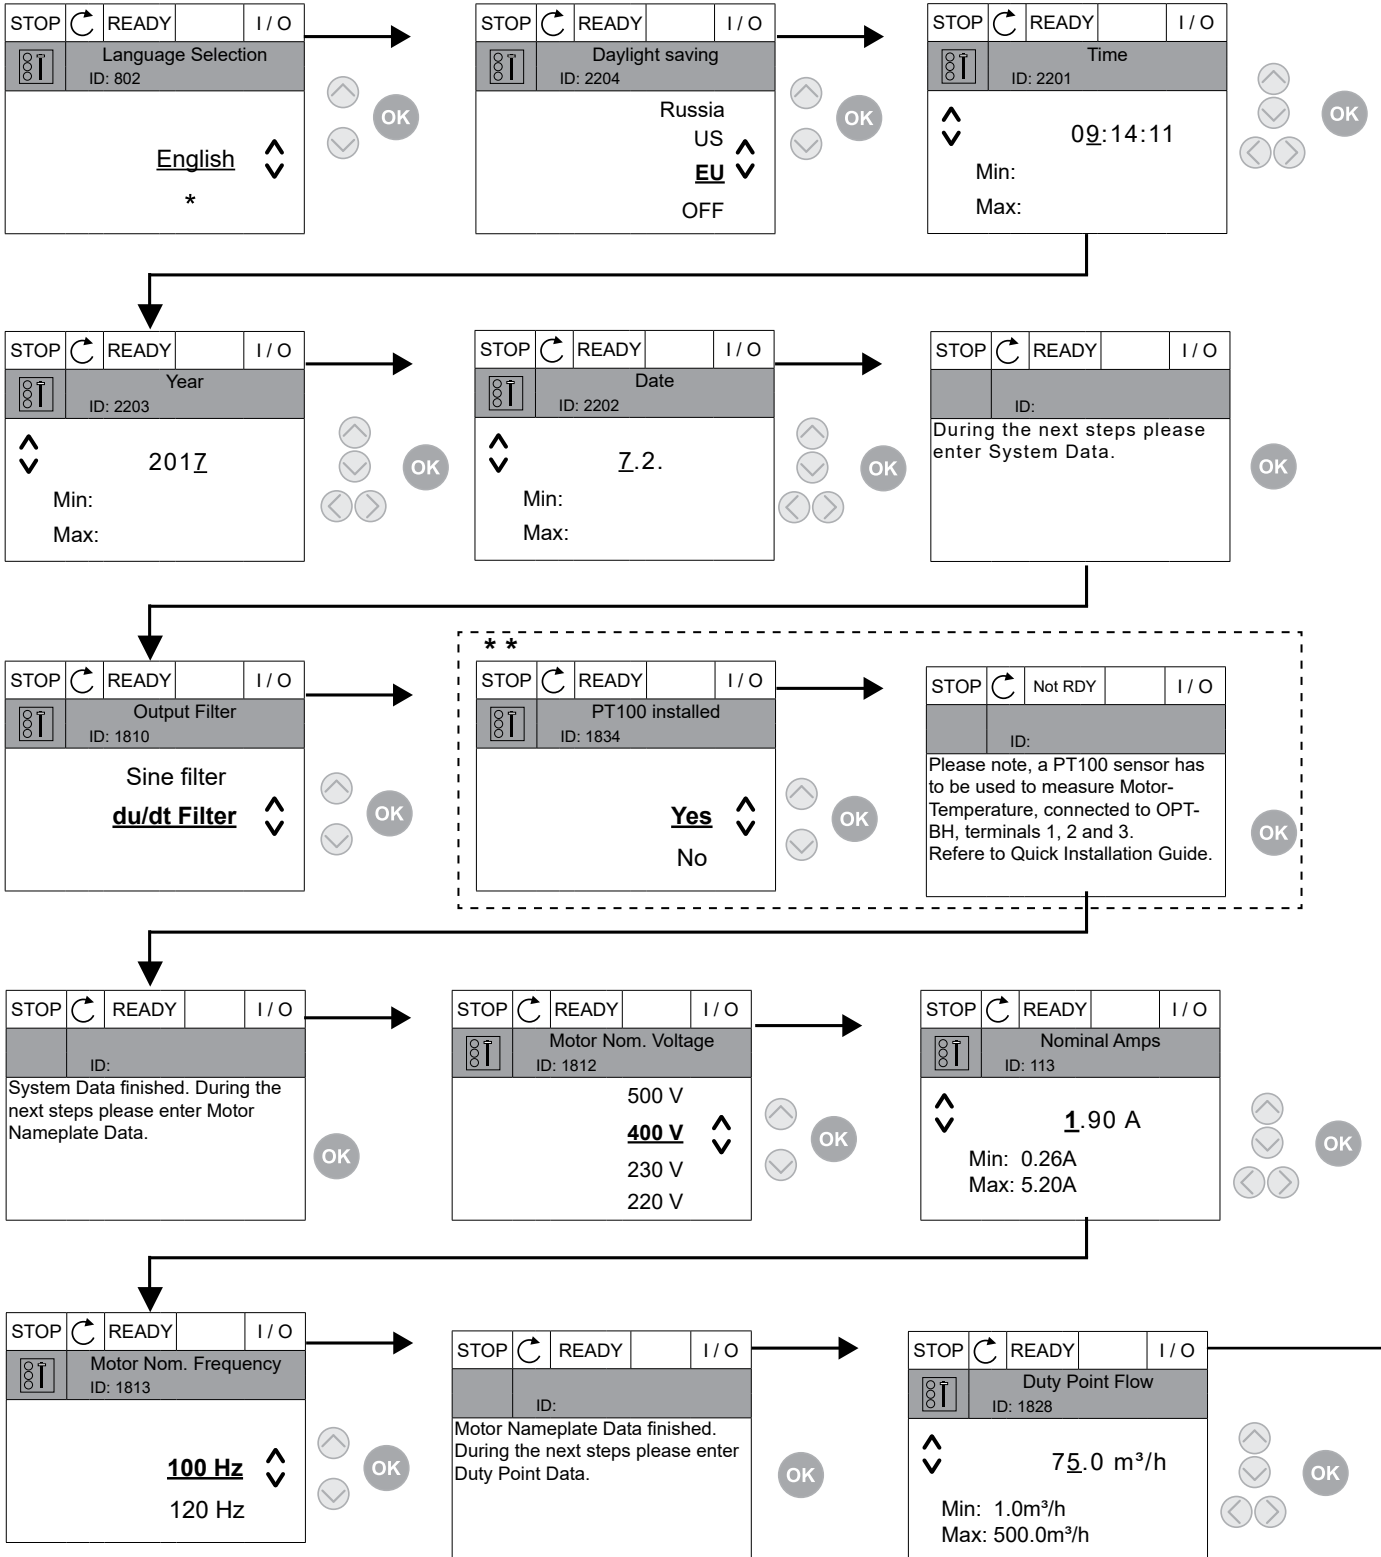 STOP READY I / O
Language Selection
ID: 802
English
*
OK
STOP READY I / O
Daylight saving
ID: 2204
Russia
US
EU
OFF
OK
STOP READY I / O
Time
ID: 2201
09:14:11
Min:
Max:
OK
STOP READY I / O
Year
ID: 2203
2017
Min:
Max:
OK
STOP READY I / O
Date
ID: 2202
7.2.
Min:
Max:
OK
STOP READY I / O
ID:
During the next steps please
enter System Data.
OK
STOP READY I / O
Output Filter
ID: 1810
Sine filter
du/dt Filter
OK
* *
STOP READY I / O
PT100 installed
ID: 1834
Yes
No
OK
STOP Not RDY I / O
ID:
Please note, a PT100 sensor has
to be used to measure Motor-
Temperature, connected to OPT-
BH, terminals 1, 2 and 3.
Refere to Quick Installation Guide.
OK
STOP READY I / O
ID:
System Data finished. During the
next steps please enter Motor
Nameplate Data.
OK
STOP READY I / O
Motor Nom. Voltage
ID: 1812
500 V
400 V
230 V
220 V
OK
STOP READY I / O
Nominal Amps
ID: 113
1.90 A
Min: 0.26A
Max: 5.20A
OK
STOP READY I / O
Motor Nom. Frequency
ID: 1813
100 Hz
120 Hz
OK
STOP READY I / O
ID:
Motor Nameplate Data finished.
During the next steps please enter
Duty Point Data.
OK
STOP READY I / O
Duty Point Flow
ID: 1828
75.0 m³/h
Min: 1.0m³/h
Max: 500.0m³/h
OK